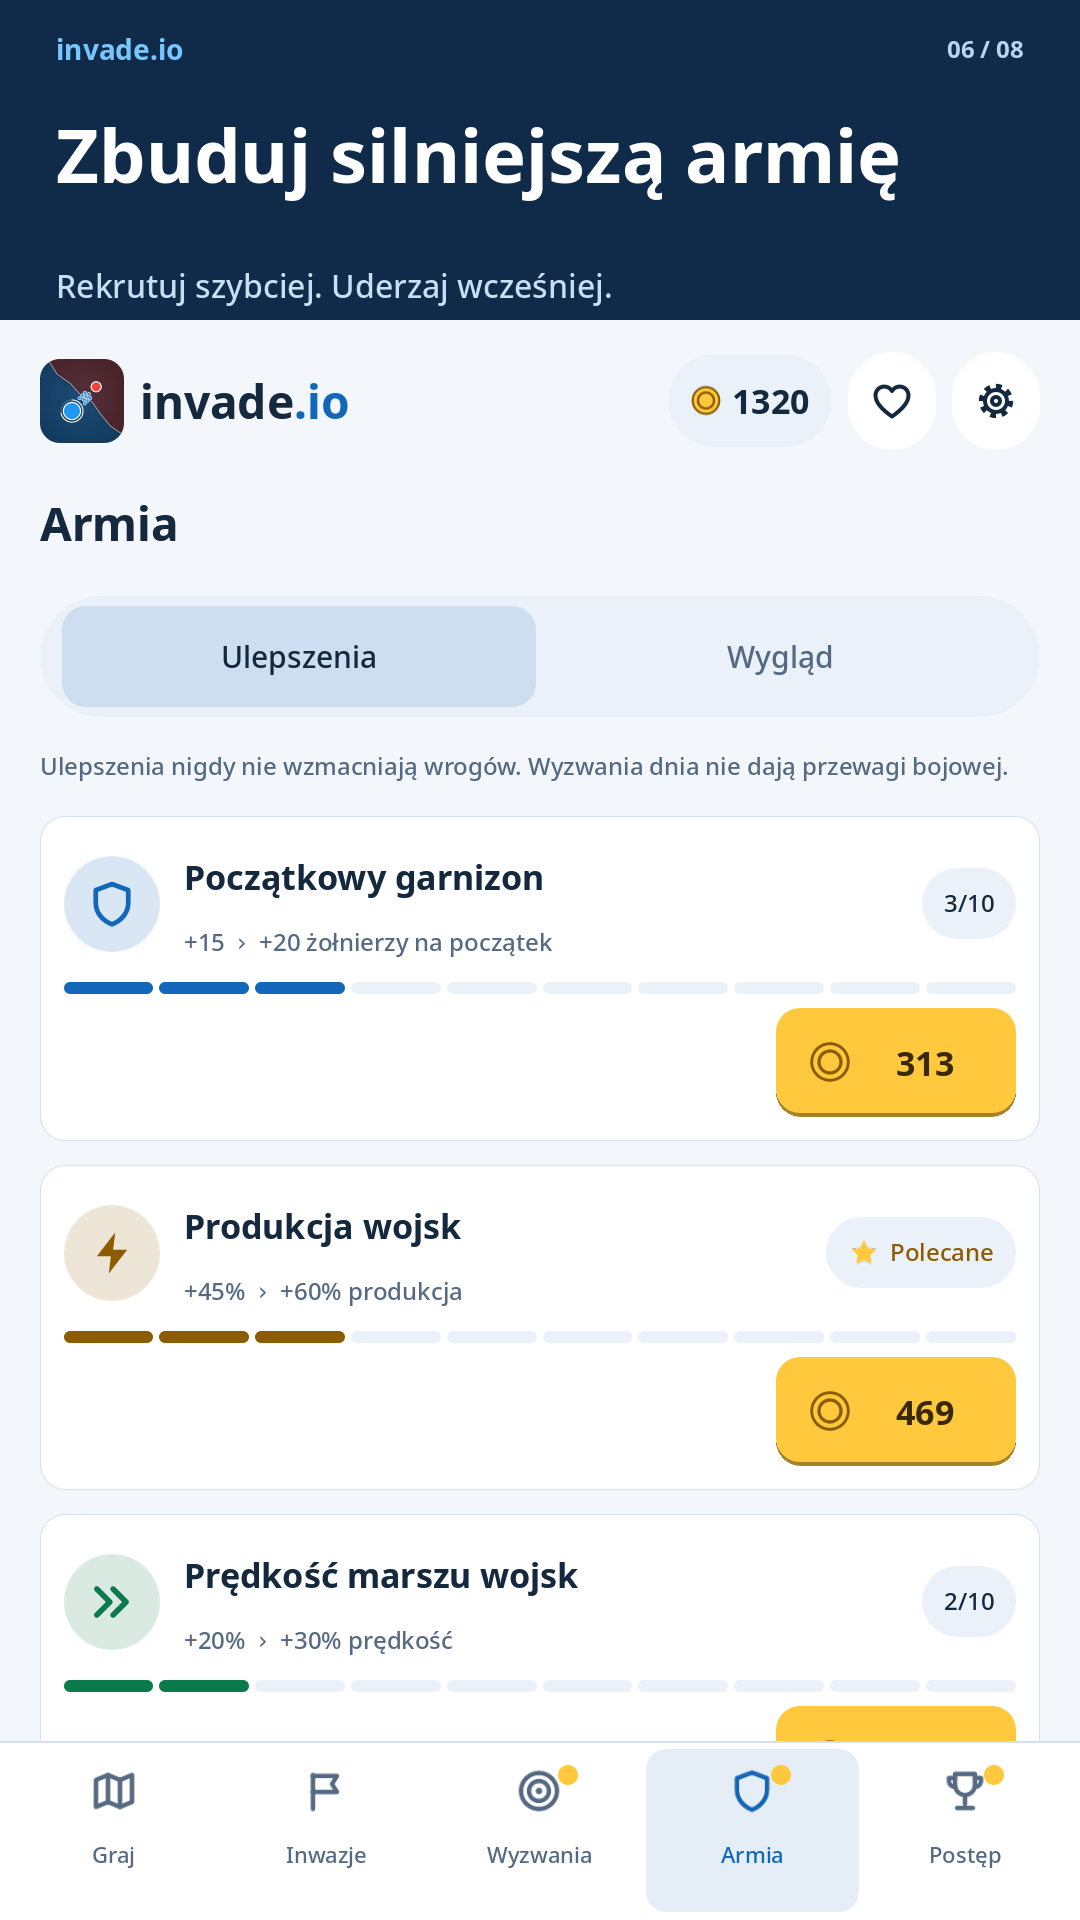 invade.io
06 / 08
Zbuduj silniejszą armię
Rekrutuj szybciej. Uderzaj wcześniej.
invade.io
1320
Armia
Ulepszenia
Wygląd
Ulepszenia nigdy nie wzmacniają wrogów. Wyzwania dnia nie dają przewagi bojowej.
Początkowy garnizon
3/10
+15 › +20 żołnierzy na początek
313
Produkcja wojsk
Polecane
+45% › +60% produkcja
469
Prędkość marszu wojsk
2/10
+20% › +30% prędkość
Graj
Inwazje
Wyzwania
Armia
Postęp